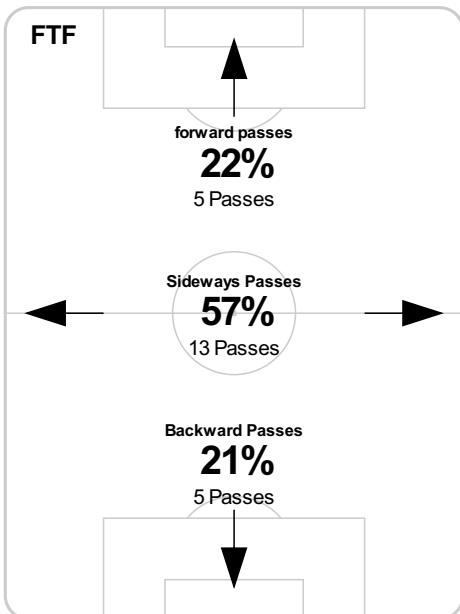 FTF
forward passes
22%
5 Passes
Sideways Passes
57%
13 Passes
Backward Passes
21%
5 Passes